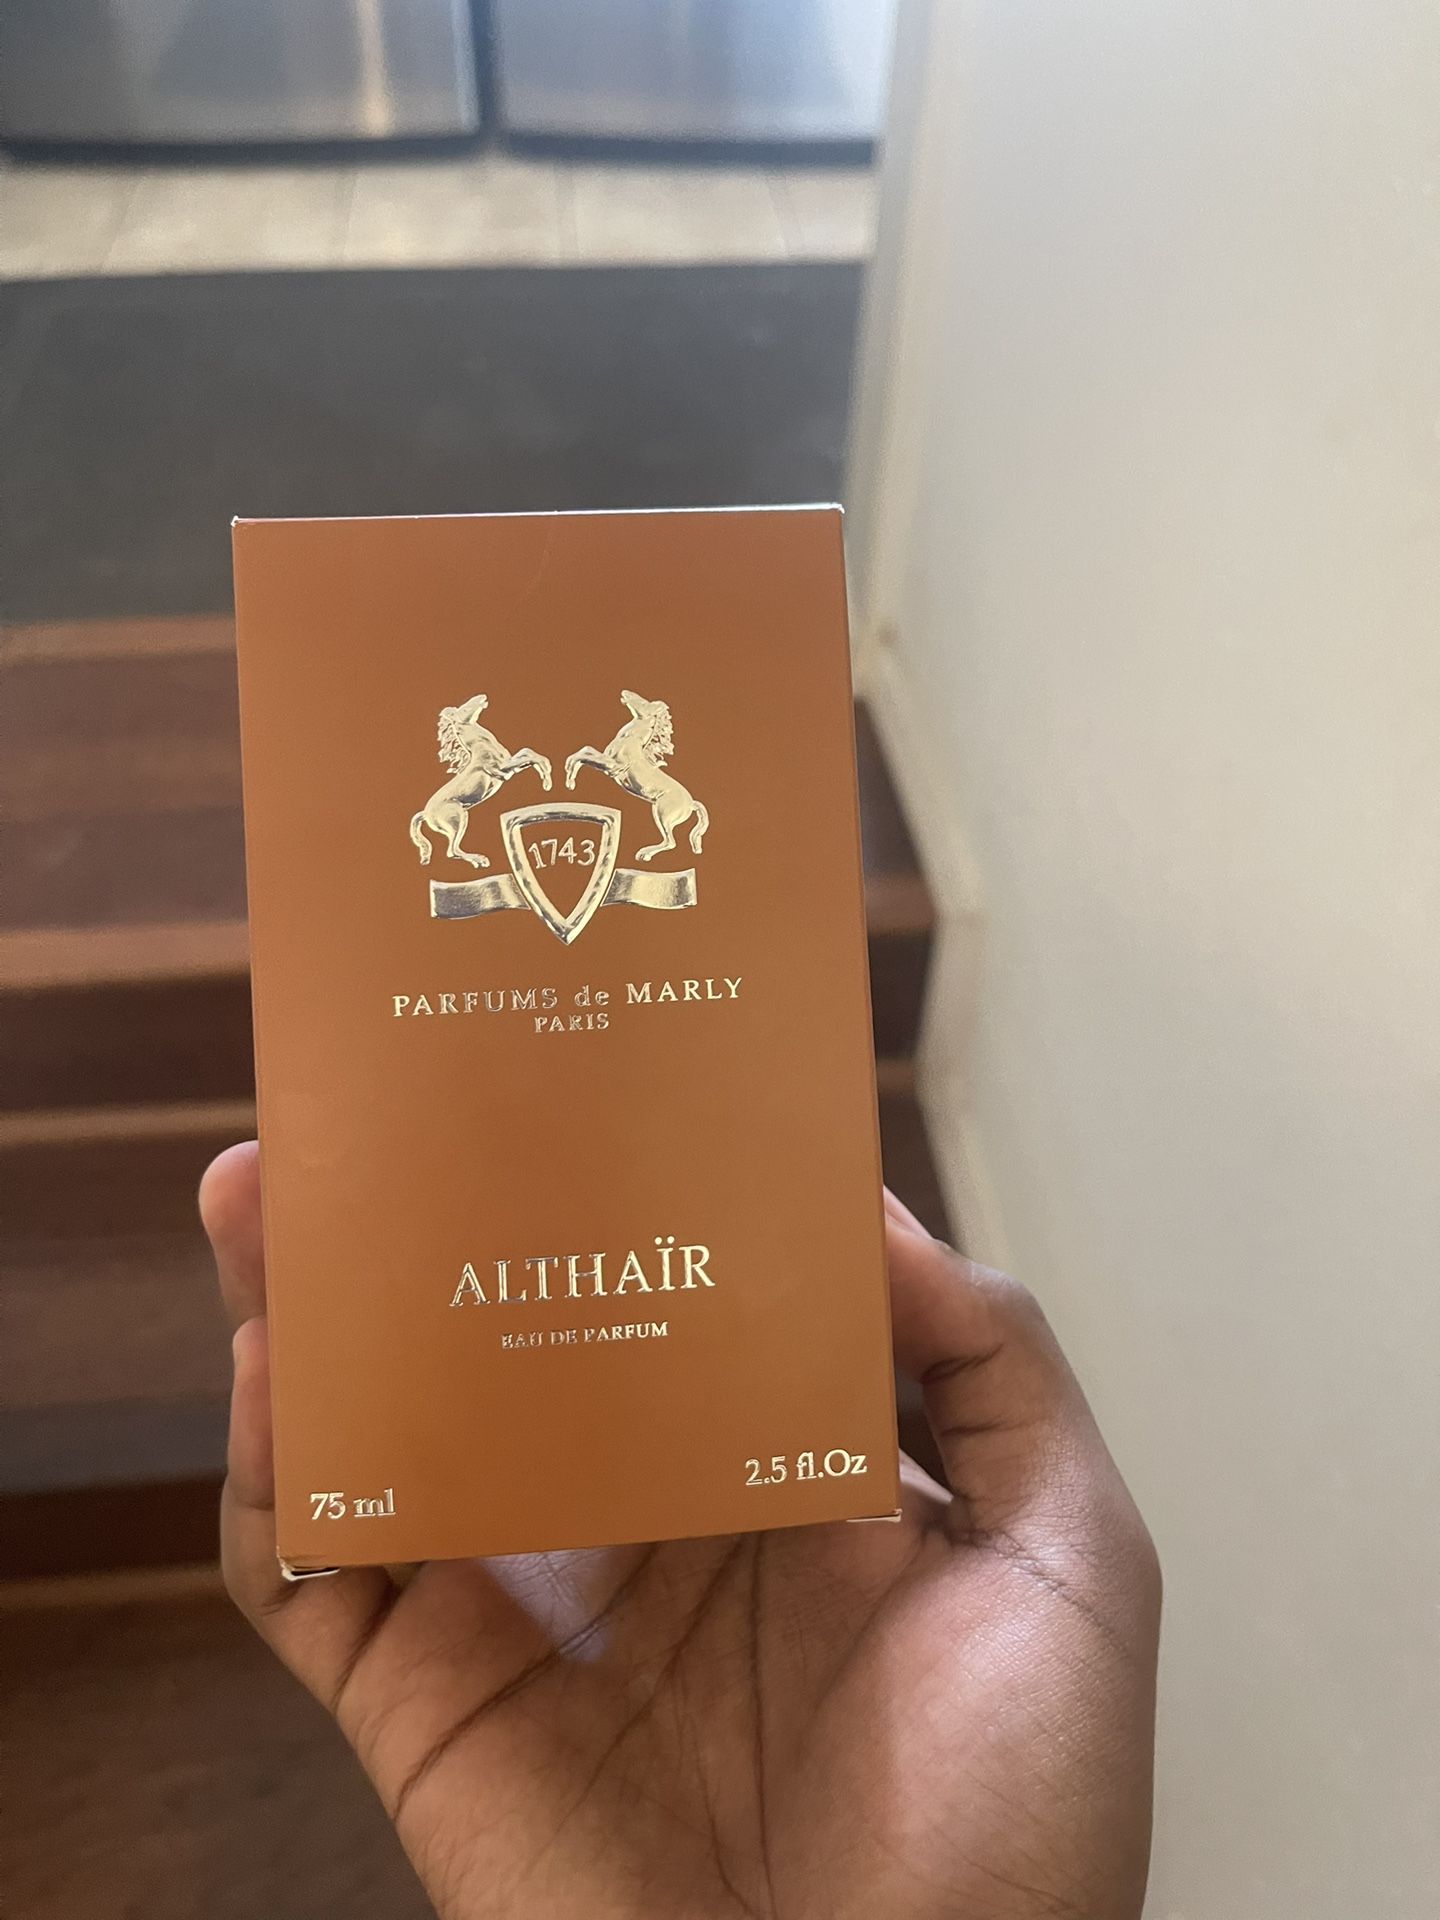 1743
PARFUMS de MARLY
PARIS
ALTHAÏR
EAU DE PARFUM
75 ml
2.5 fl.Oz